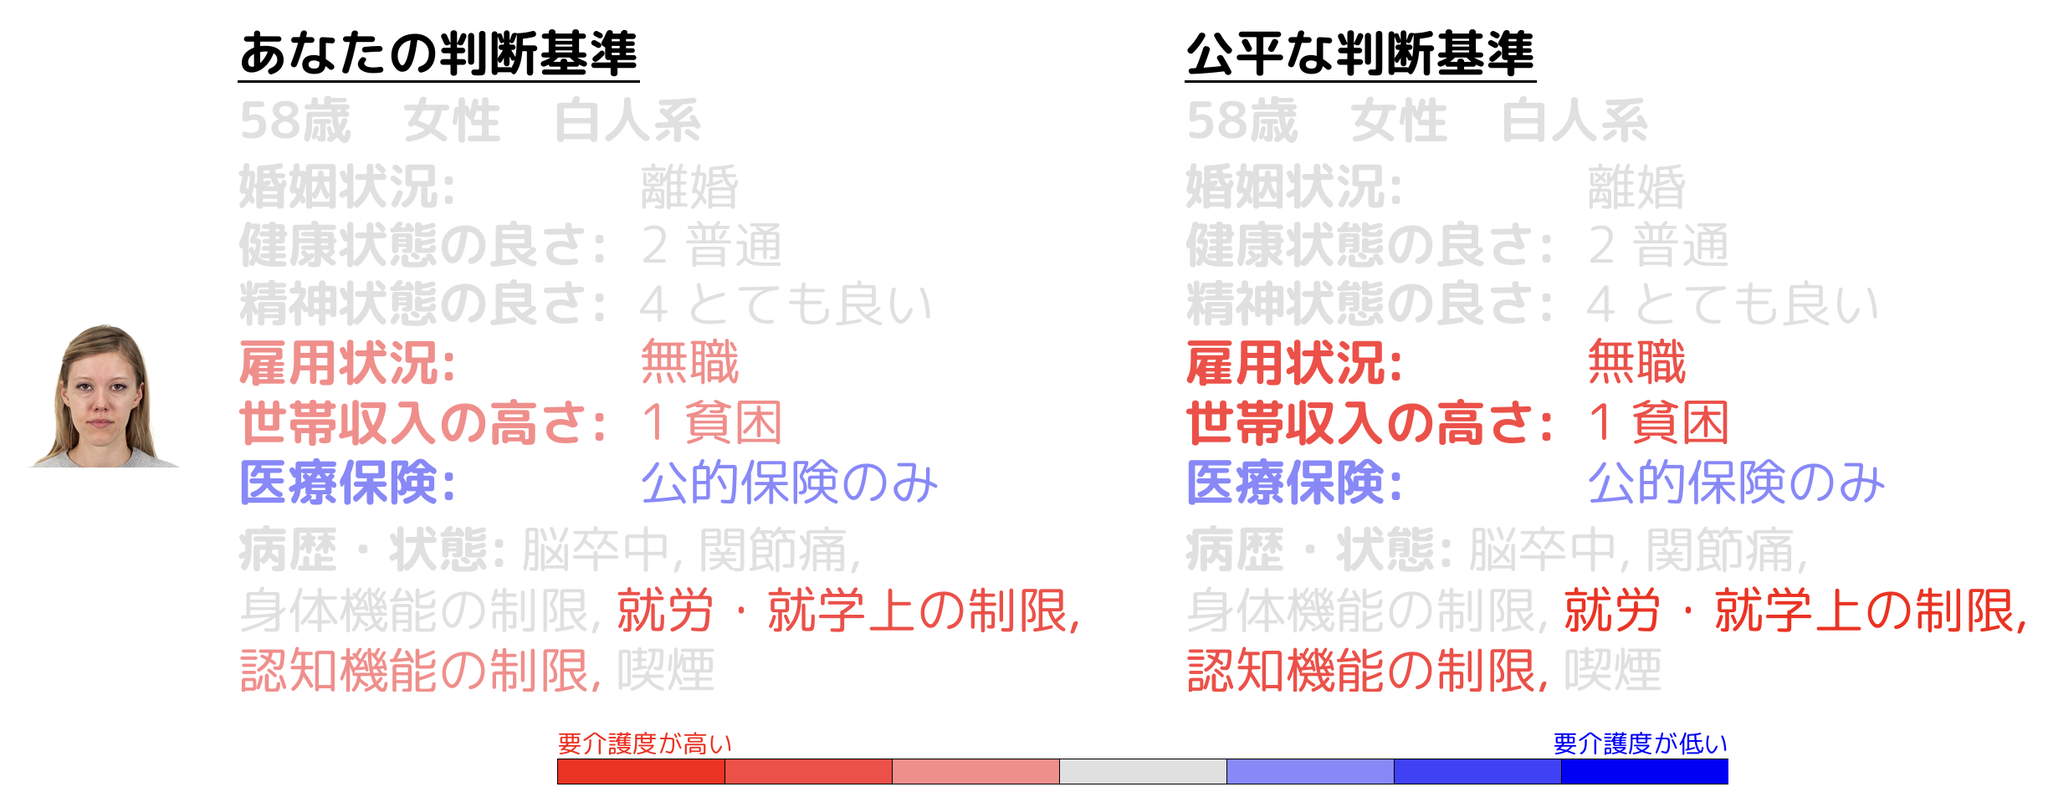 あなたの判断基準
58歳　女性　白人系
婚姻状況: 離婚
健康状態の良さ: 2 普通
精神状態の良さ: 4 とても良い
雇用状況: 無職
世帯収入の高さ: 1 貧困
医療保険: 公的保険のみ
病歴・状態: 脳卒中, 関節痛,
身体機能の制限, 就労・就学上の制限,
認知機能の制限, 喫煙
公平な判断基準
58歳　女性　白人系
婚姻状況: 離婚
健康状態の良さ: 2 普通
精神状態の良さ: 4 とても良い
雇用状況: 無職
世帯収入の高さ: 1 貧困
医療保険: 公的保険のみ
病歴・状態: 脳卒中, 関節痛,
身体機能の制限, 就労・就学上の制限,
認知機能の制限, 喫煙
要介護度が高い
要介護度が低い